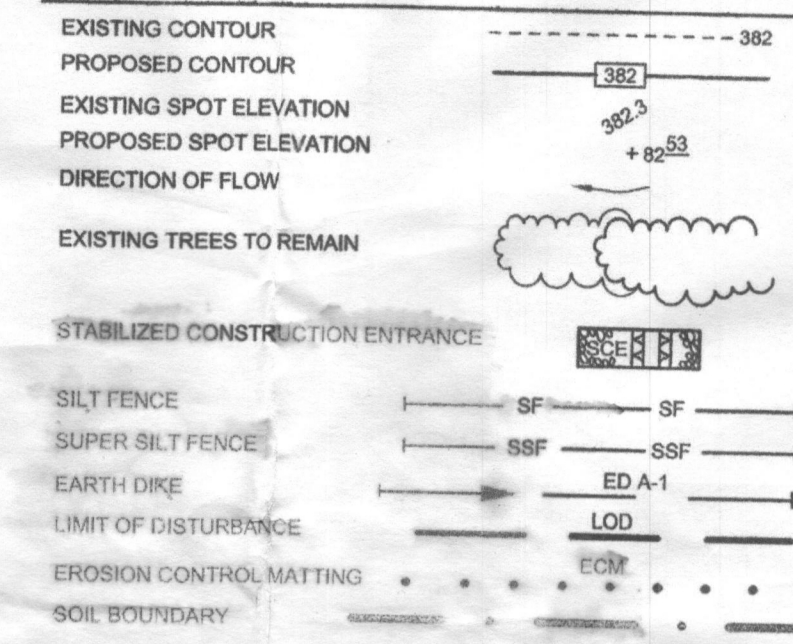 EXISTING CONTOUR 382
PROPOSED CONTOUR 382
EXISTING SPOT ELEVATION 382.3
PROPOSED SPOT ELEVATION + 82 53
DIRECTION OF FLOW
EXISTING TREES TO REMAIN
STABILIZED CONSTRUCTION ENTRANCE SCE
SILT FENCE SF SF
SUPER SILT FENCE SSF SSF
EARTH DIKE ED A-1
LIMIT OF DISTURBANCE LOD
EROSION CONTROL MATTING ECM
SOIL BOUNDARY